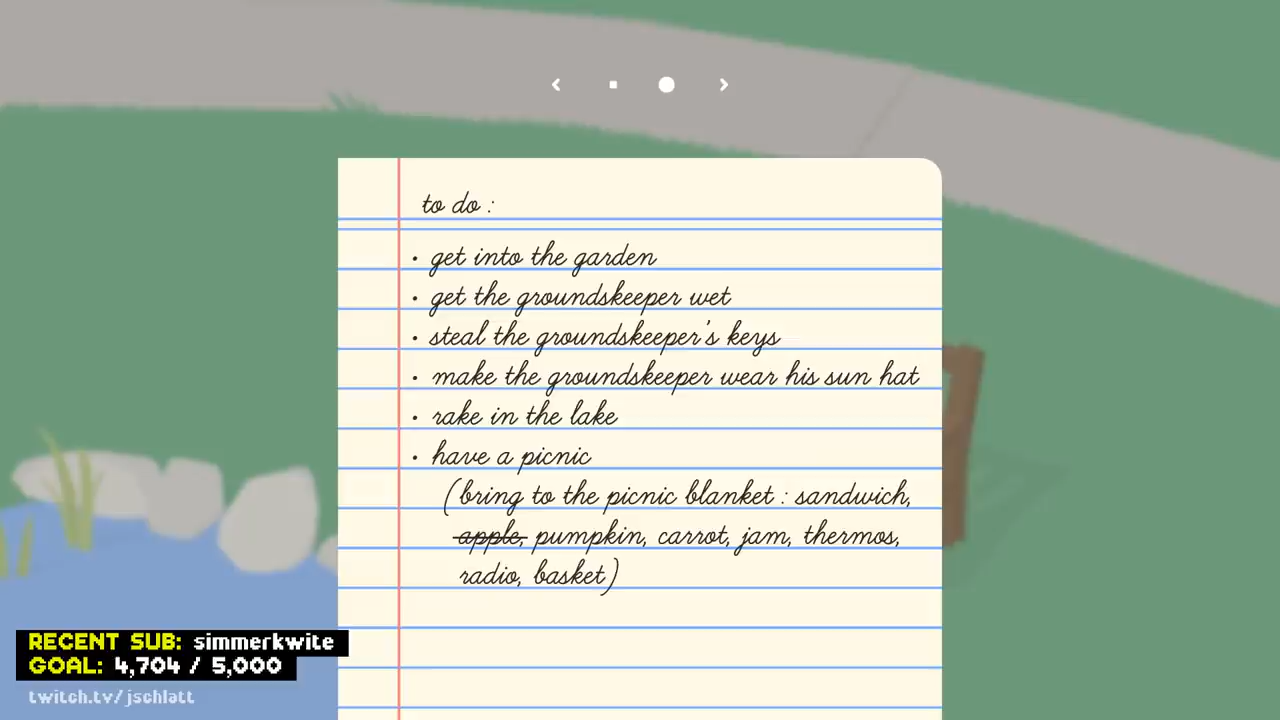 to do :
• get into the garden
• get the groundskeeper wet
• steal the groundskeeper's keys
• make the groundskeeper wear his sun hat
• rake in the lake
• have a picnic
(bring to the picnic blanket : sandwich,
apple, pumpkin, carrot, jam, thermos,
radio, basket)
RECENT SUB: simmerkwite
GOAL: 4,704 / 5,000
twitch.tv/jschlatt